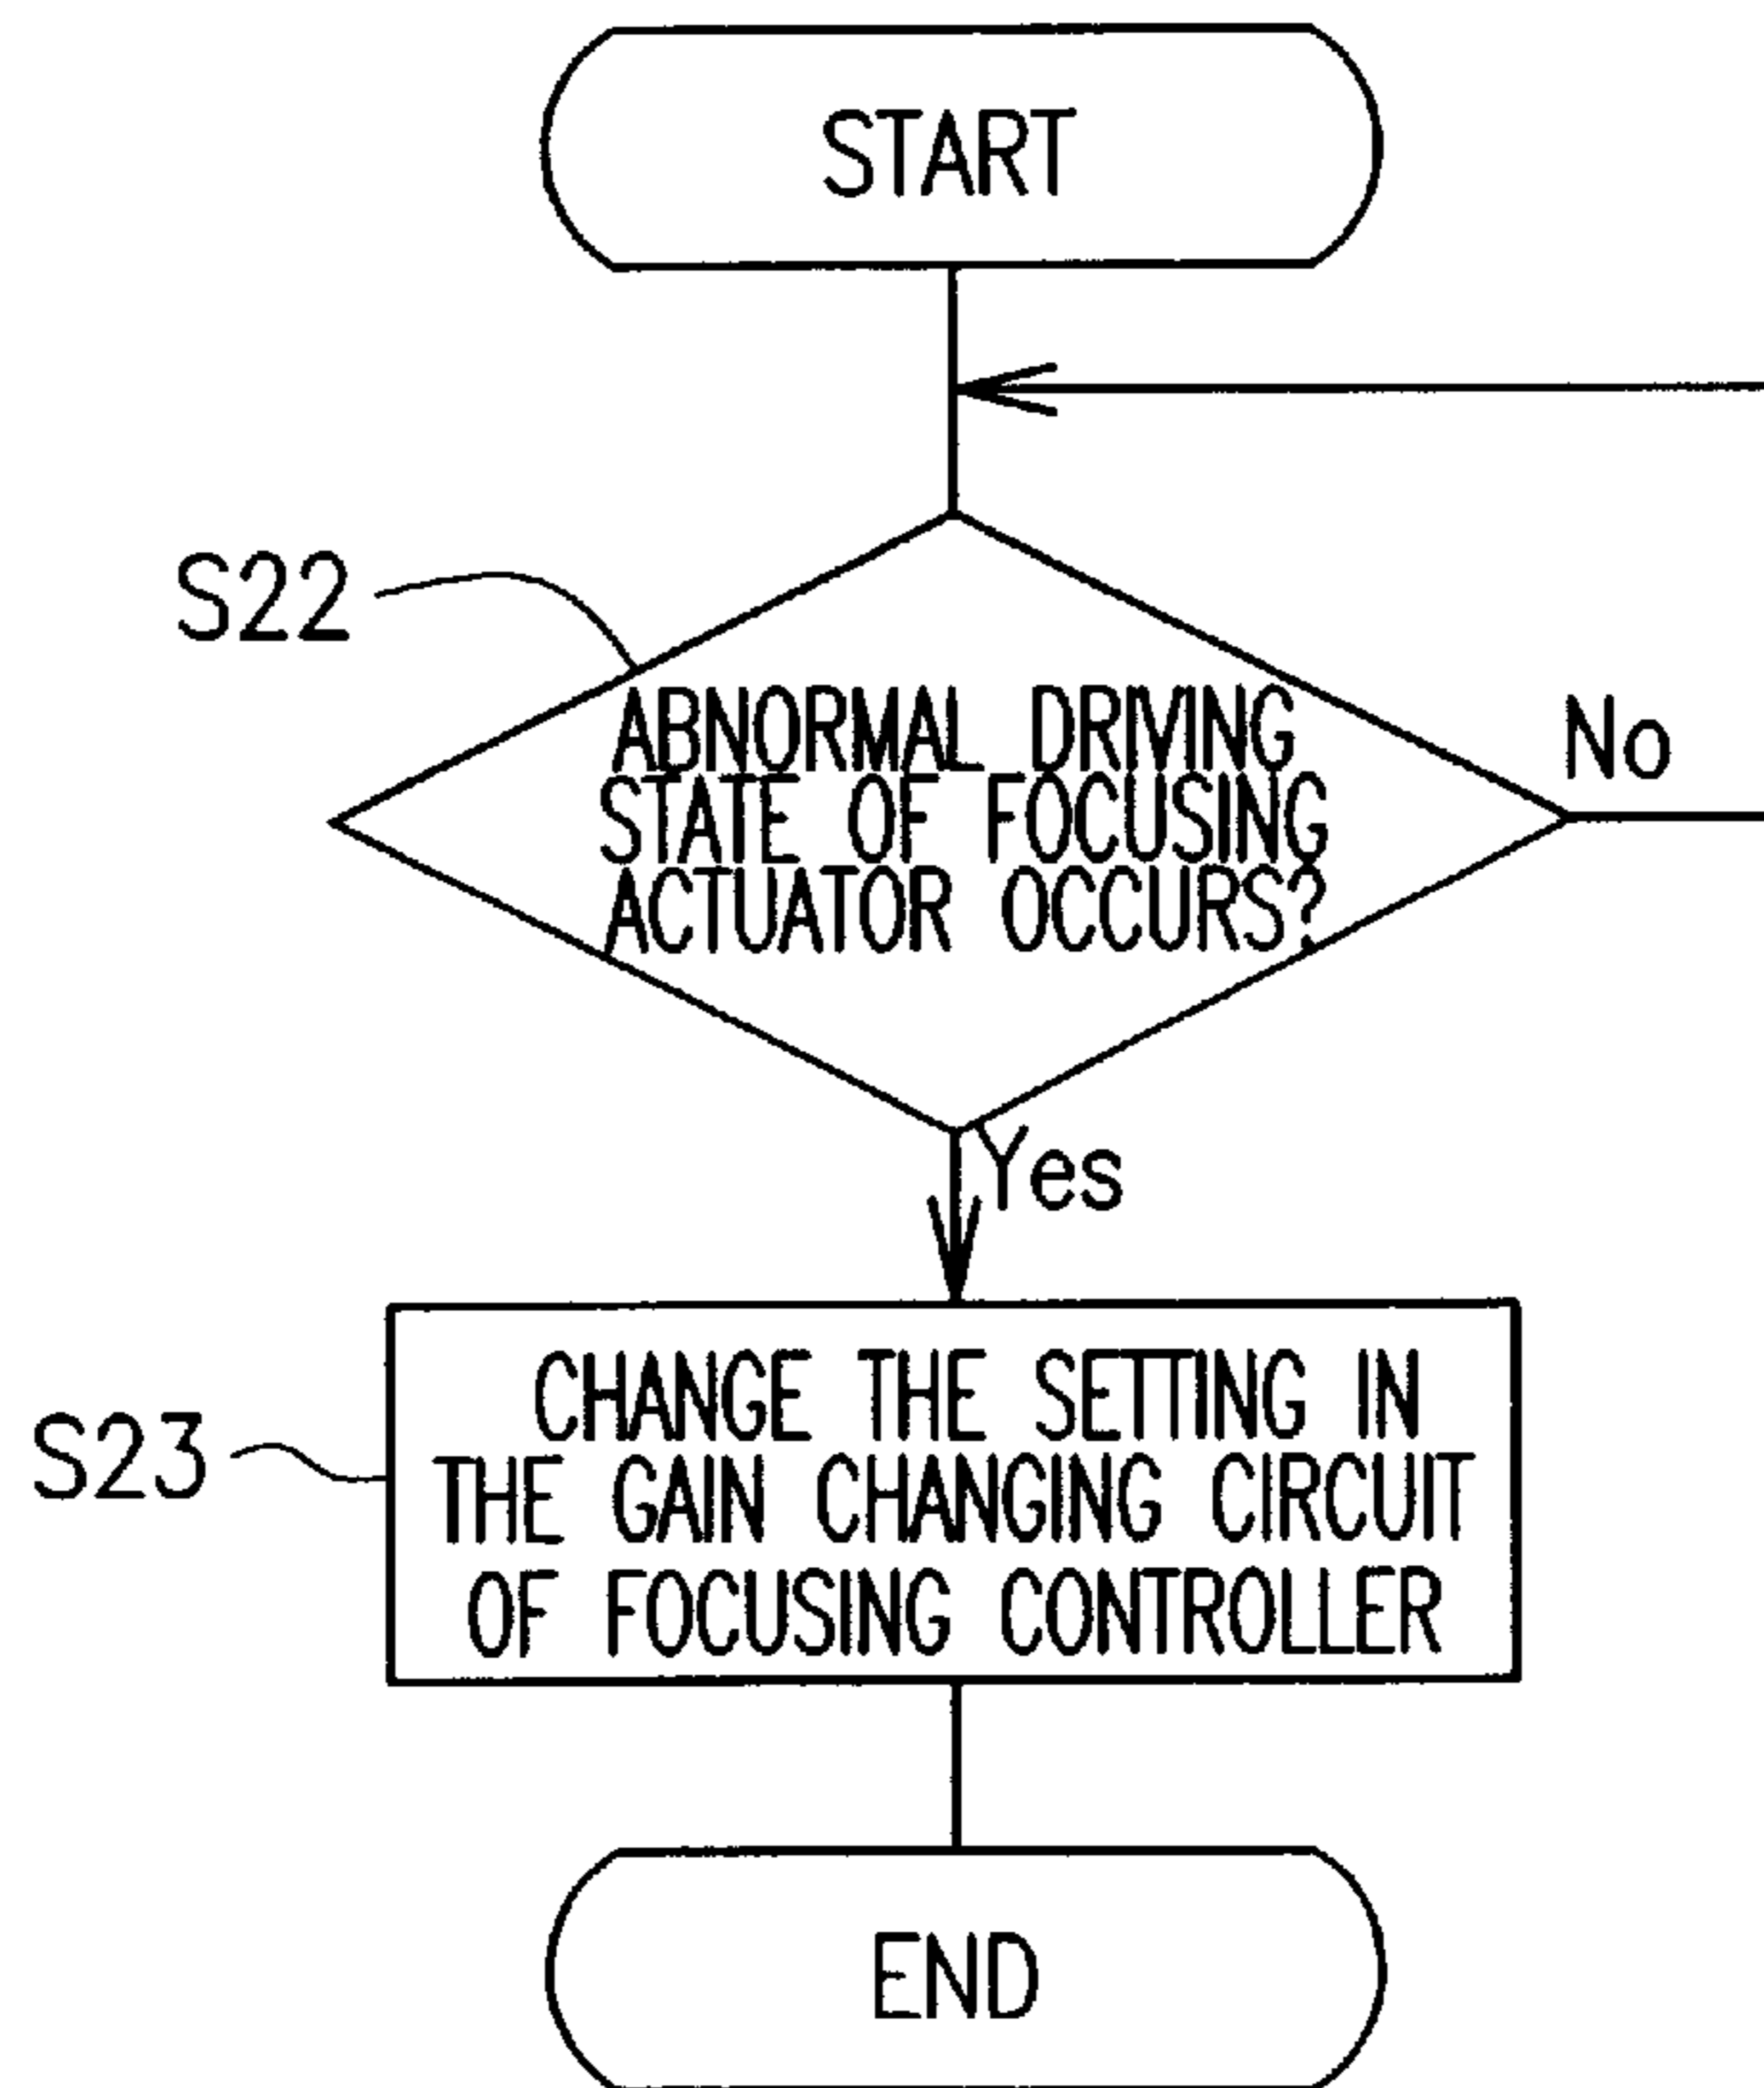 START
S22
ABNORMAL DRIVING
STATE OF FOCUSING
ACTUATOR OCCURS?
No
Yes
S23
CHANGE THE SETTING IN
THE GAIN CHANGING CIRCUIT
OF FOCUSING CONTROLLER
END